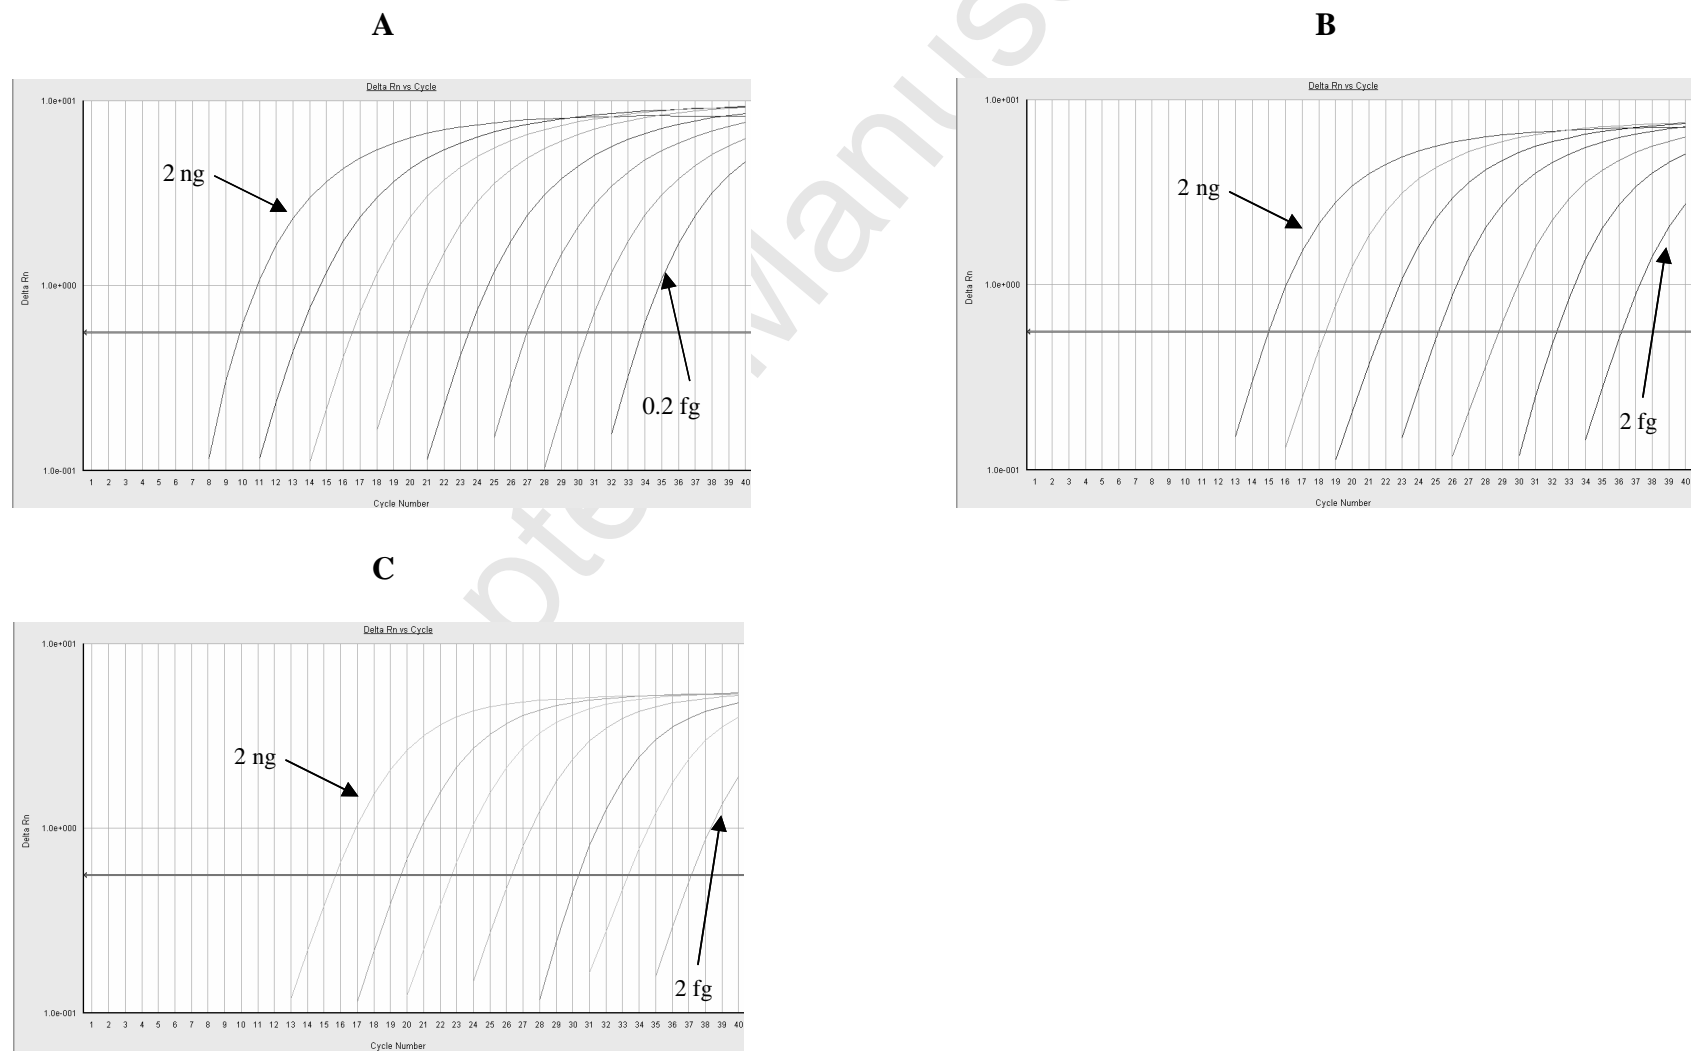 A
Delta Rn vs Cycle
1.0e+001
2 ng
Delta Rn
1.0e+000
0.2 fg
1.0e-001
1 2 3 4 5 6 7 8 9 10 11 12 13 14 15 16 17 18 19 20 21 22 23 24 25 26 27 28 29 30 31 32 33 34 35 36 37 38 39 40
Cycle Number
B
Delta Rn vs Cycle
1.0e+001
2 ng
Delta Rn
1.0e+000
2 fg
1.0e-001
1 2 3 4 5 6 7 8 9 10 11 12 13 14 15 16 17 18 19 20 21 22 23 24 25 26 27 28 29 30 31 32 33 34 35 36 37 38 39 40
Cycle Number
C
Delta Rn vs Cycle
1.0e+001
2 ng
Delta Rn
1.0e+000
2 fg
1.0e-001
1 2 3 4 5 6 7 8 9 10 11 12 13 14 15 16 17 18 19 20 21 22 23 24 25 26 27 28 29 30 31 32 33 34 35 36 37 38 39 40
Cycle Number